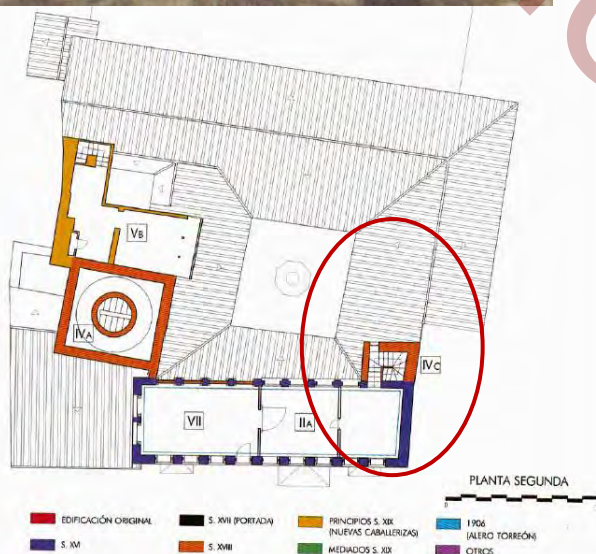 VB
IVA
IVC
VII
IIA
PLANTA SEGUNDA
0
EDIFICACIÓN ORIGINAL
S. XVI
S. XVII (PORTADA)
S. XVIII
PRINCIPIOS S. XIX
(NUEVAS CABALLERIZAS)
MEDIADOS S. XIX
1906
(ALERO TORREÓN)
OTROS